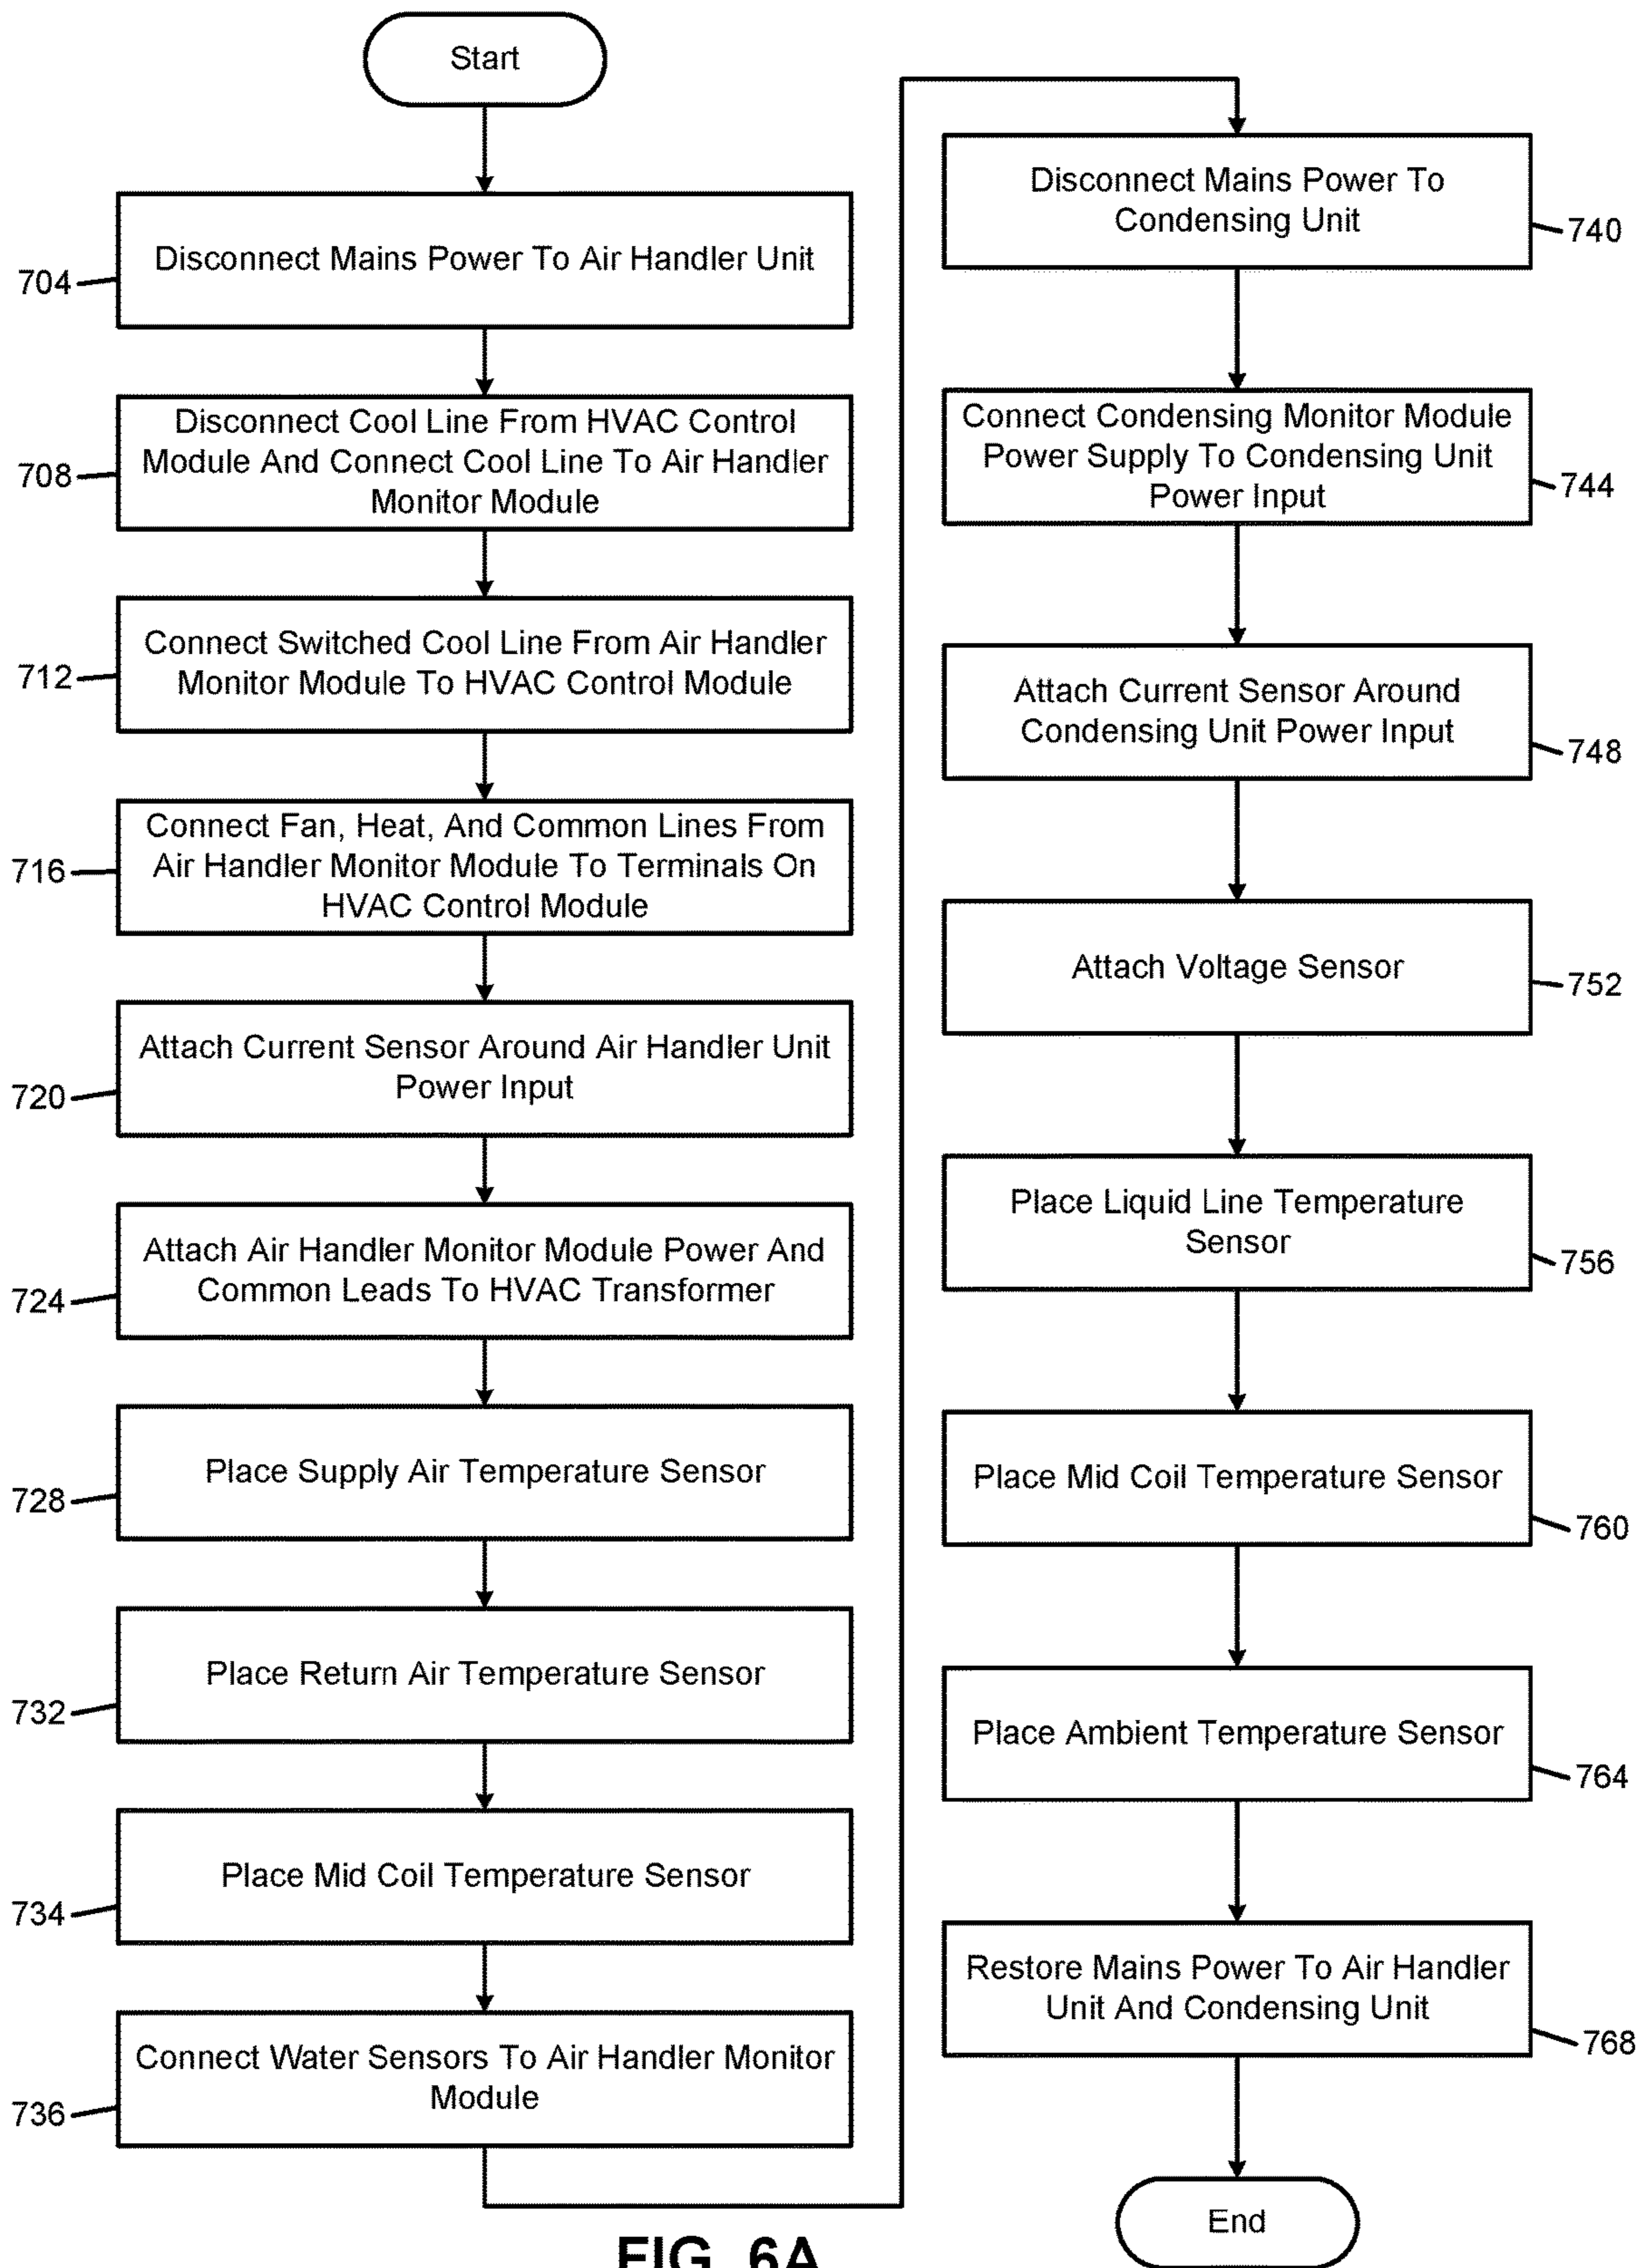 Start
Disconnect Mains Power To Air Handler Unit
704
Disconnect Cool Line From HVAC Control
Module And Connect Cool Line To Air Handler
Monitor Module
708
Connect Switched Cool Line From Air Handler
Monitor Module To HVAC Control Module
712
Connect Fan, Heat, And Common Lines From
Air Handler Monitor Module To Terminals On
HVAC Control Module
716
Attach Current Sensor Around Air Handler Unit
Power Input
720
Attach Air Handler Monitor Module Power And
Common Leads To HVAC Transformer
724
Place Supply Air Temperature Sensor
728
Place Return Air Temperature Sensor
732
Place Mid Coil Temperature Sensor
734
Connect Water Sensors To Air Handler Monitor
Module
736
Disconnect Mains Power To
Condensing Unit
740
Connect Condensing Monitor Module
Power Supply To Condensing Unit
Power Input
744
Attach Current Sensor Around
Condensing Unit Power Input
748
Attach Voltage Sensor
752
Place Liquid Line Temperature
Sensor
756
Place Mid Coil Temperature Sensor
760
Place Ambient Temperature Sensor
764
Restore Mains Power To Air Handler
Unit And Condensing Unit
768
End
FIG. 6A